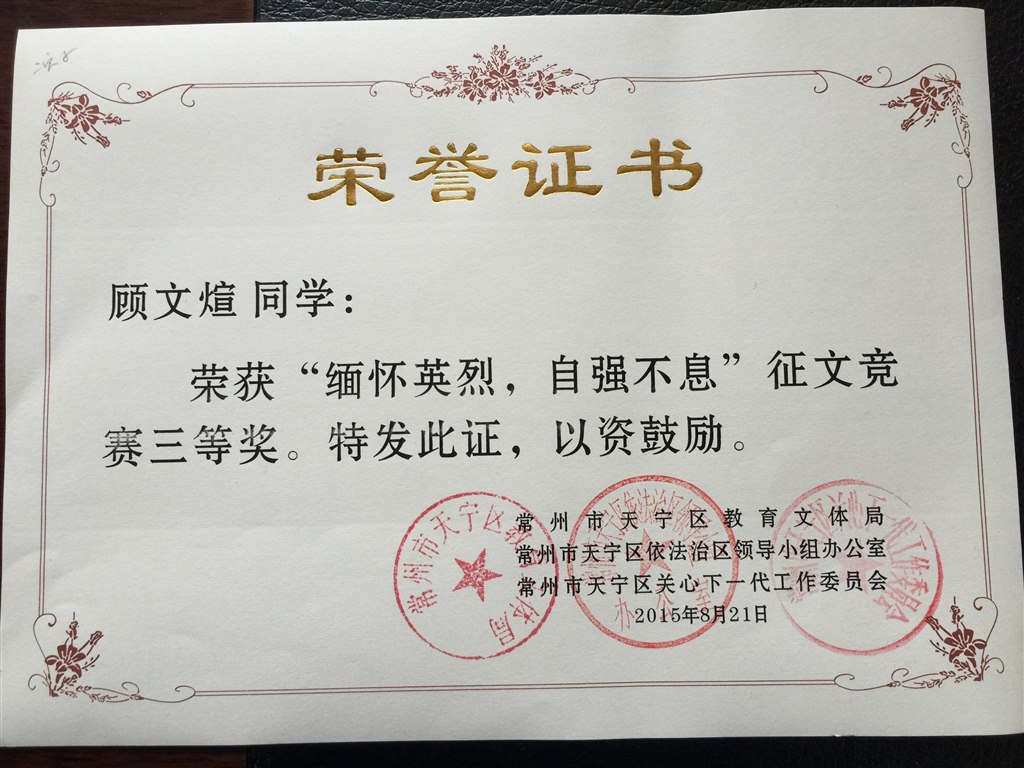 荣誉证书
顾文煊 同学：
荣获“缅怀英烈，自强不息”征文竞
赛三等奖。特发此证，以资鼓励。
常州市天宁区教育文体局
常州市天宁区依法治区领导小组办公室
常州市天宁区关心下一代工作委员会
2015年8月21日